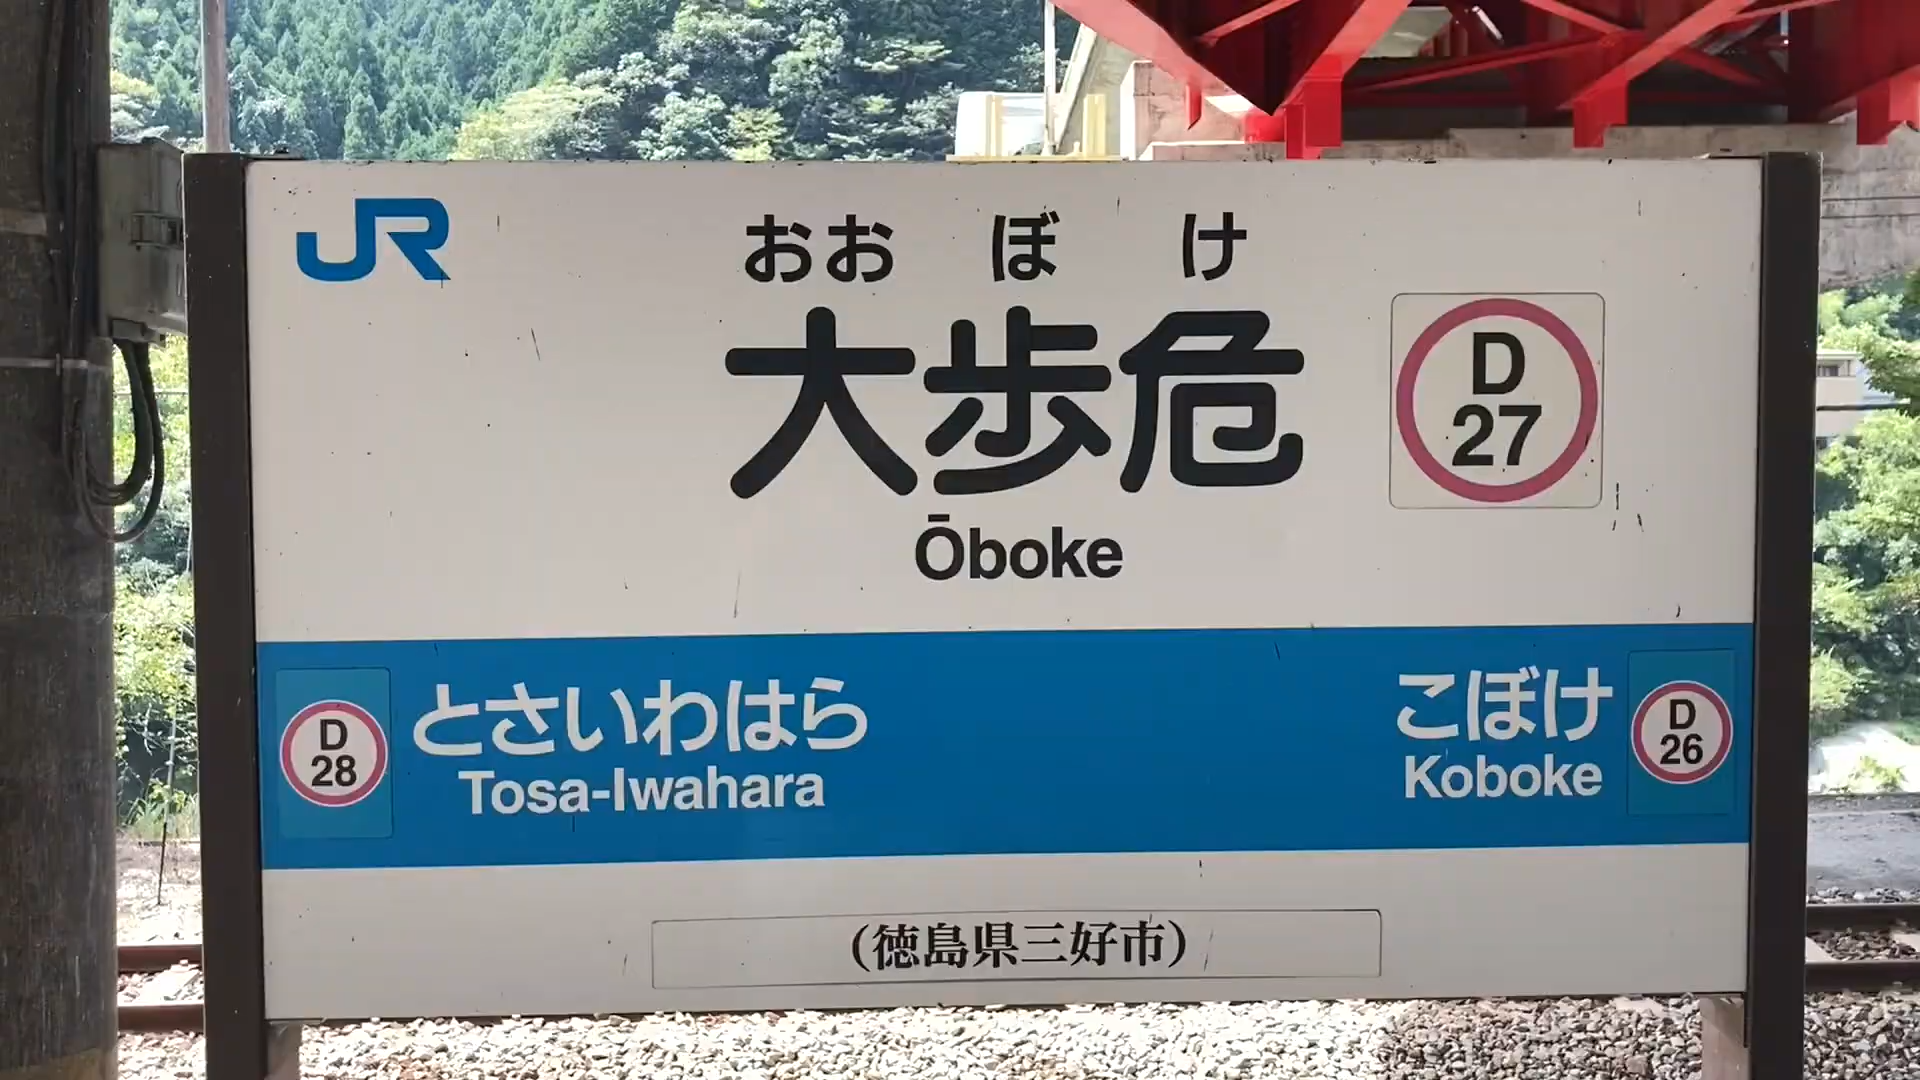 JR
おお ぼ け
大歩危
D
27
Ōboke
D
28
とさいわはら
Tosa-Iwahara
こぼけ
Koboke
D
26
(徳島県三好市)